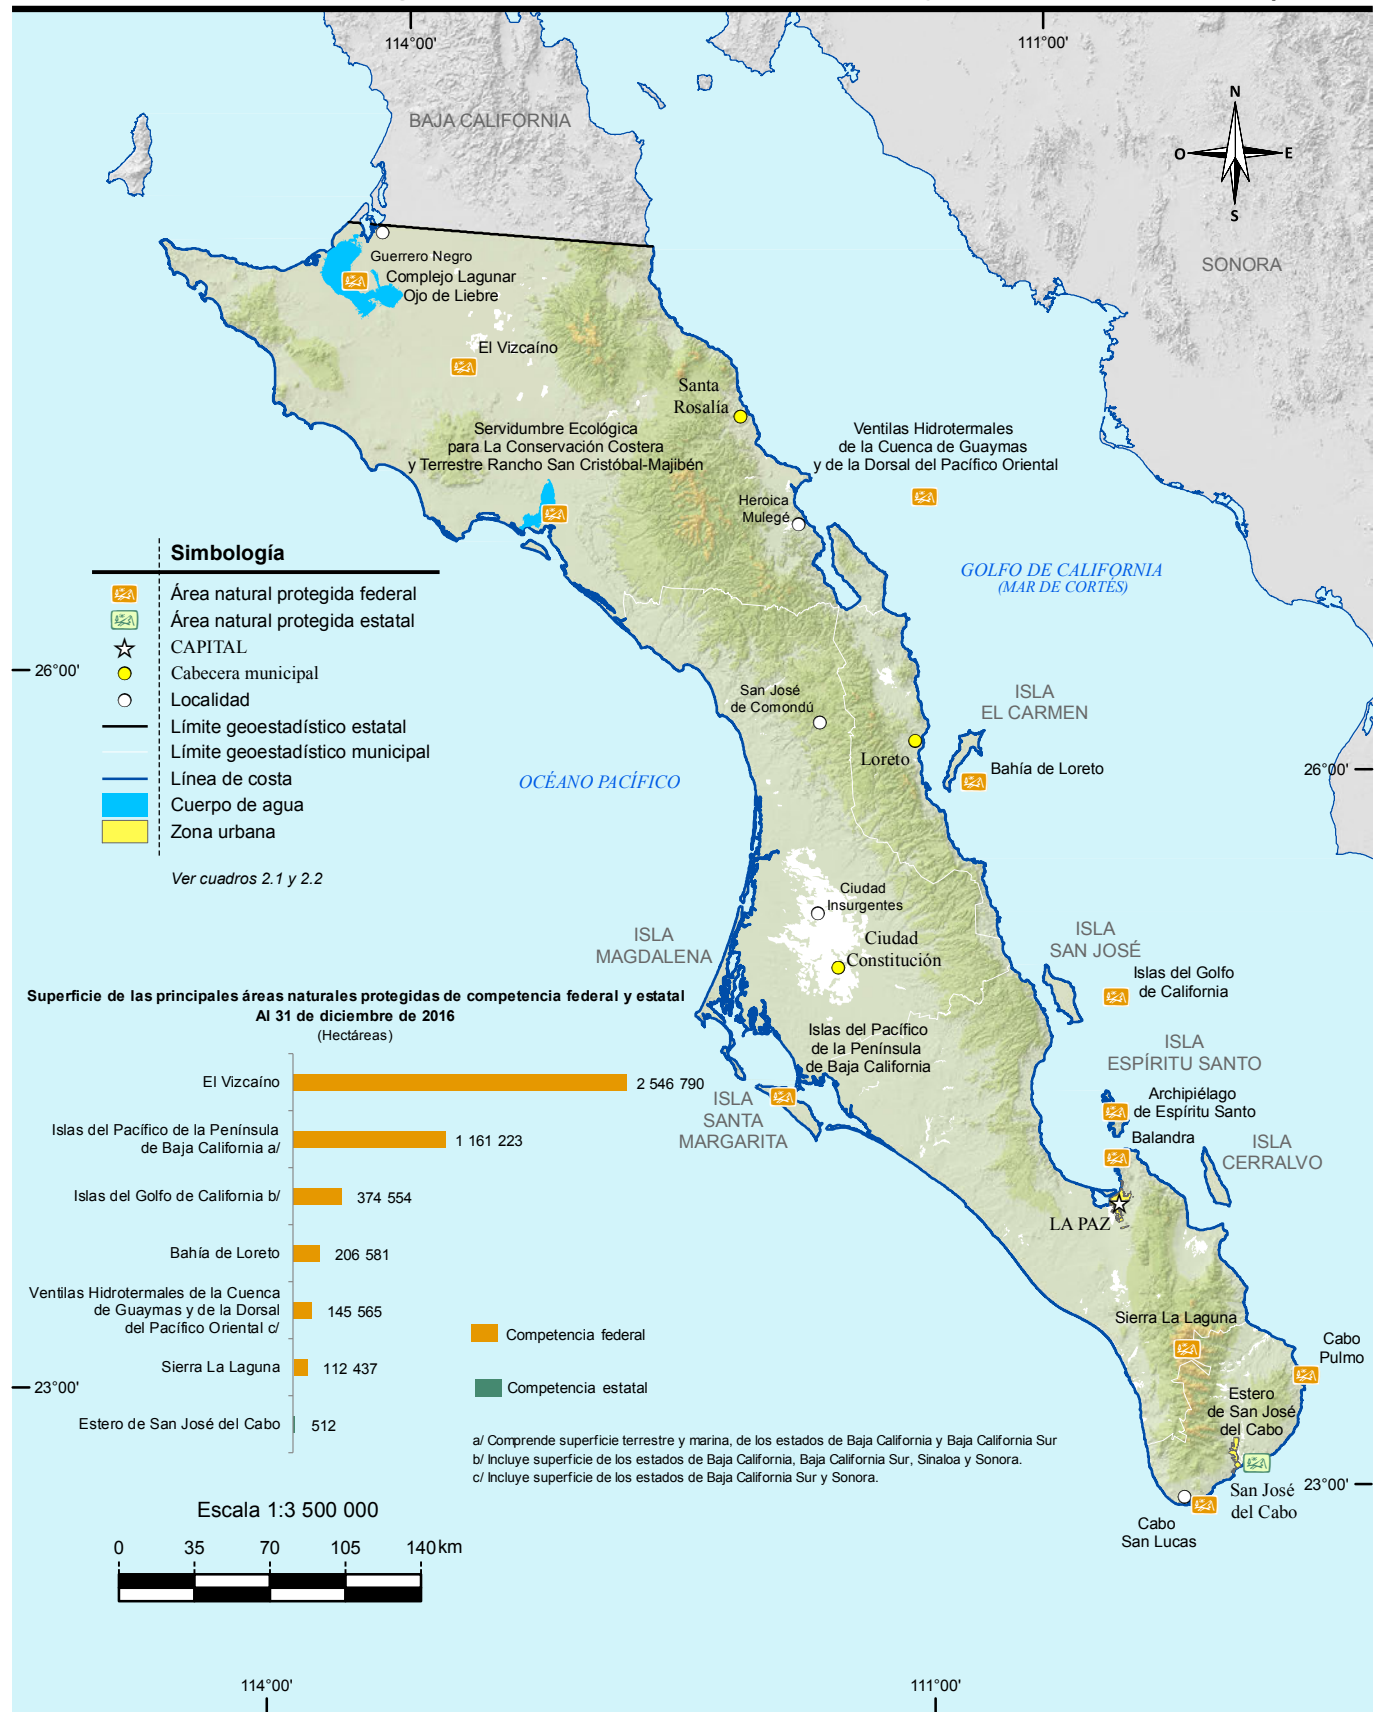 114°00'
111°00'
BAJA CALIFORNIA
N
O
E
S
SONORA
Guerrero Negro
Complejo Lagunar
Ojo de Liebre
El Vizcaíno
Santa
Rosalía
Servidumbre Ecológica
para La Conservación Costera
y Terrestre Rancho San Cristóbal-Majibén
Ventilas Hidrotermales
de la Cuenca de Guaymas
y de la Dorsal del Pacífico Oriental
Heroica
Mulegé
GOLFO DE CALIFORNIA
(MAR DE CORTÉS)
Simbología
Área natural protegida federal
Área natural protegida estatal
CAPITAL
Cabecera municipal
Localidad
Límite geoestadístico estatal
Límite geoestadístico municipal
Línea de costa
Cuerpo de agua
Zona urbana
Ver cuadros 2.1 y 2.2
26°00'
San José
de Comondú
ISLA
EL CARMEN
Loreto
Bahía de Loreto
26°00'
OCÉANO PACÍFICO
Ciudad
Insurgentes
Ciudad
Constitución
ISLA
MAGDALENA
ISLA
SAN JOSÉ
Islas del Golfo
de California
Islas del Pacífico
de la Península
de Baja California
ISLA
ESPÍRITU SANTO
Archipiélago
de Espíritu Santo
ISLA
SANTA
MARGARITA
Balandra
ISLA
CERRALVO
LA PAZ
Sierra La Laguna
Cabo
Pulmo
Estero
de San José
del Cabo
San José
del Cabo
23°00'
Cabo
San Lucas
Superficie de las principales áreas naturales protegidas de competencia federal y estatal
Al 31 de diciembre de 2016
(Hectáreas)
El Vizcaíno
2 546 790
Islas del Pacífico de la Península
de Baja California a/
1 161 223
Islas del Golfo de California b/
374 554
Bahía de Loreto
206 581
Ventilas Hidrotermales de la Cuenca
de Guaymas y de la Dorsal
del Pacífico Oriental c/
145 565
Sierra La Laguna
112 437
Estero de San José del Cabo
512
Competencia federal
Competencia estatal
23°00'
a/ Comprende superficie terrestre y marina, de los estados de Baja California y Baja California Sur
b/ Incluye superficie de los estados de Baja California, Baja California Sur, Sinaloa y Sonora.
c/ Incluye superficie de los estados de Baja California Sur y Sonora.
Escala 1:3 500 000
0 35 70 105 140 km
114°00'
111°00'